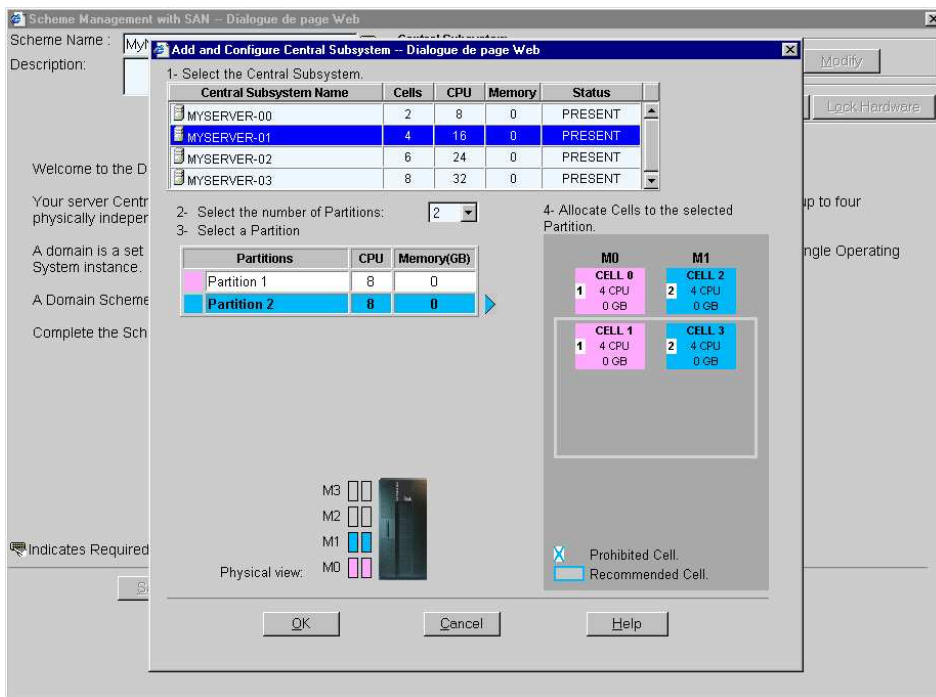 Scheme Management with SAN -- Dialogue de page Web
Scheme Name :
Description:
Modify
Lock Hardware
Welcome to the D
Your server Centr
up to four
physically indeper
A domain is a set
ngle Operating
System instance.
A Domain Scheme
Complete the Sch
Indicates Required
Add and Configure Central Subsystem -- Dialogue de page Web
1- Select the Central Subsystem.
Central Subsystem Name Cells CPU Memory Status
MYSERVER-00 2 8 0 PRESENT
MYSERVER-01 4 16 0 PRESENT
MYSERVER-02 6 24 0 PRESENT
MYSERVER-03 8 32 0 PRESENT
2- Select the number of Partitions: 2
3- Select a Partition
Partitions CPU Memory(GB)
Partition 1 8 0
Partition 2 8 0
4- Allocate Cells to the selected
Partition.
M0 M1
CELL 0 CELL 2
1 4 CPU 2 4 CPU
0 GB 0 GB
CELL 1 CELL 3
1 4 CPU 2 4 CPU
0 GB 0 GB
M3
M2
M1
Physical view: M0
X Prohibited Cell.
Recommended Cell.
OK Cancel Help